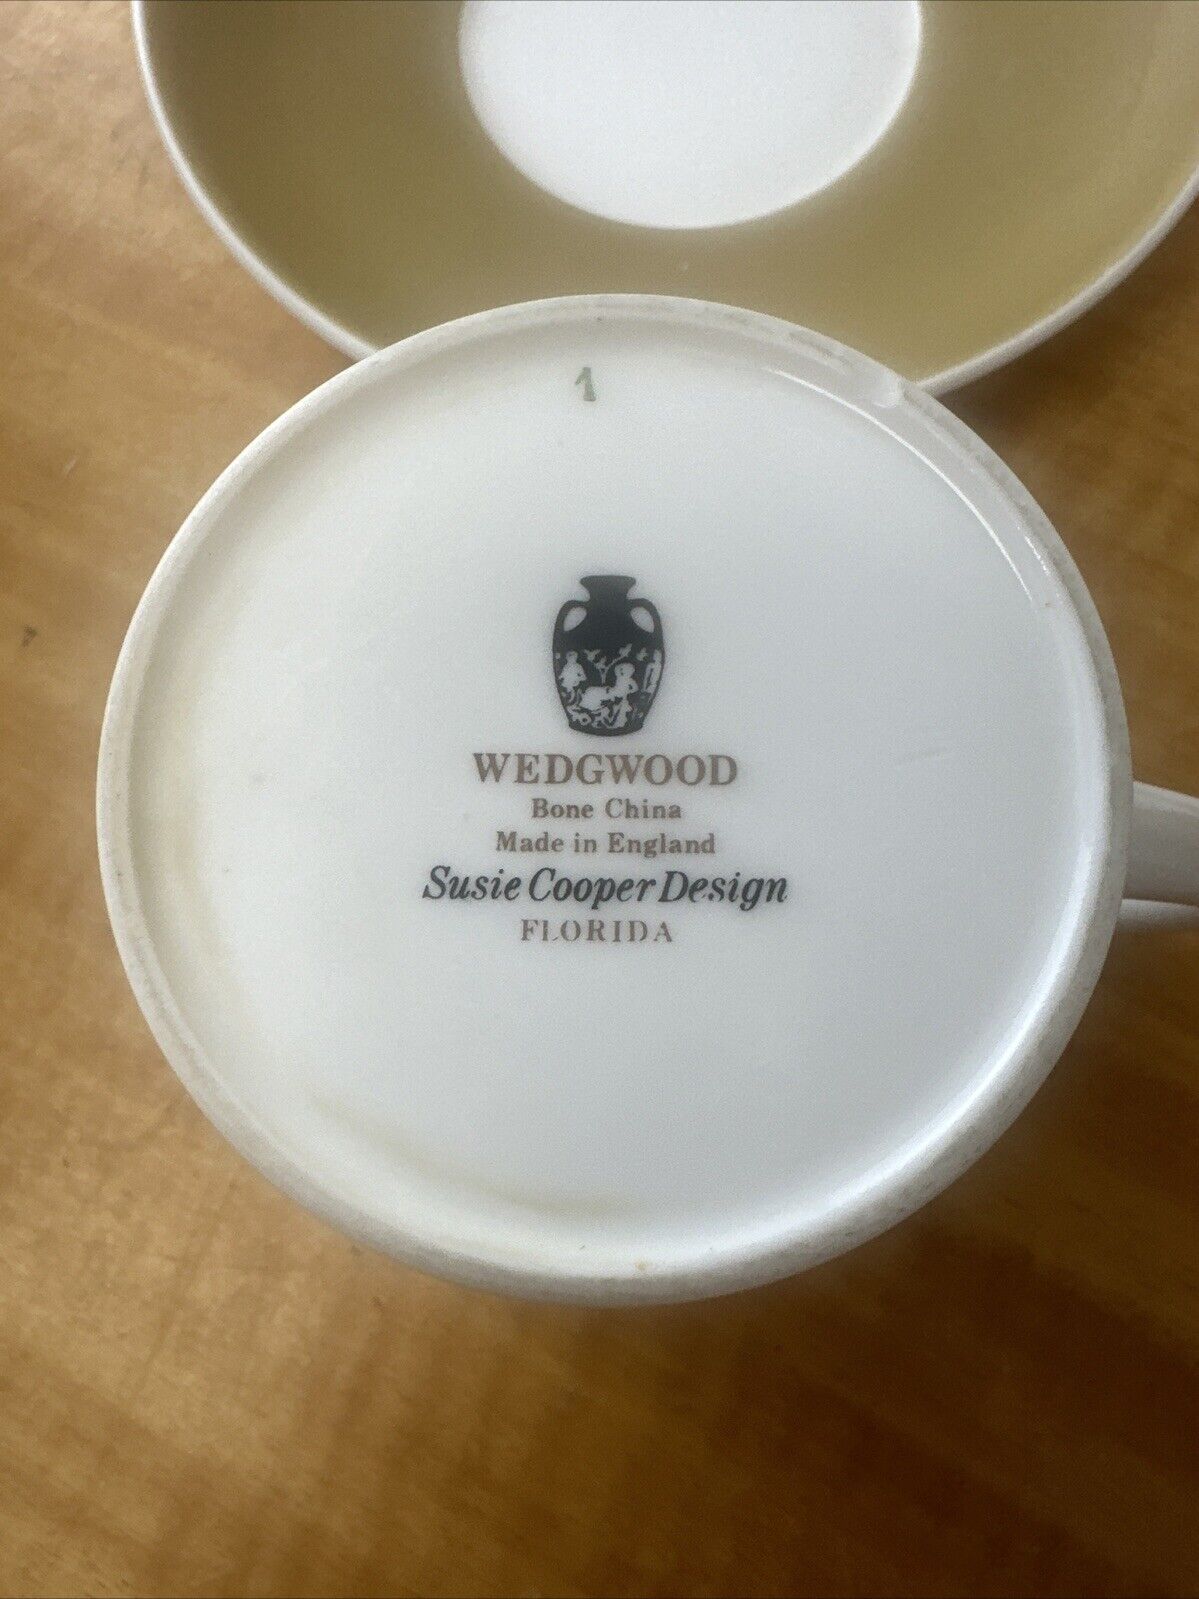 1
WEDGWOOD
Bone China
Made in England
Susie Cooper Design
FLORIDA